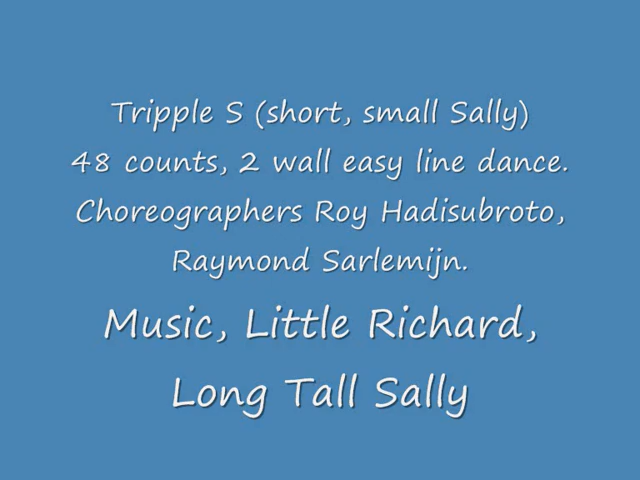 Tripple S (short, small Sally)
48 counts, 2 wall easy line dance.
Choreographers Roy Hadisubroto,
Raymond Sarlemijn.
Music, Little Richard,
Long Tall Sally